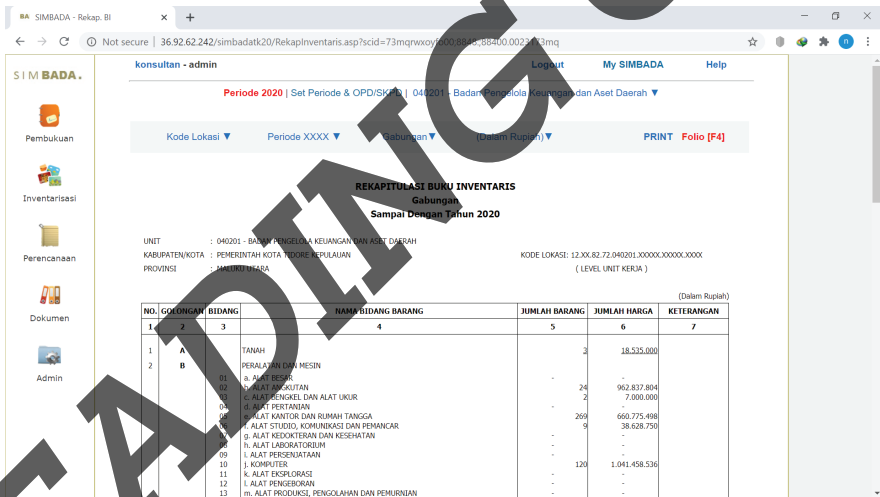 BA SIMBADA - Rekap. BI
Not secure | 36.92.62.242/simbadatk20/RekapInventaris.asp?scid=73mqrwxoyf
SIMBADA.
konsultan - admin
Logout My SIMBADA Help
Periode 2020 | Set Periode & OPD/SKPD | 040201 - Badan Pengelola Keuangan dan Aset Daerah ▼
Pembukuan
Inventarisasi
Perencanaan
Dokumen
Admin
Kode Lokasi ▼ Periode XXXX ▼ Gabungan ▼ (Dalam Rupiah) ▼ PRINT Folio [F4]
REKAPITULASI BUKU INVENTARIS
Gabungan
Sampai Dengan Tahun 2020
UNIT : 040201 - BADAN PENGELOLA KEUANGAN DAN ASET DAERAH
KABUPATEN/KOTA : PEMERINTAH KOTA TIDORE KEPULAUAN KODE LOKASI: 12.XX.82.72.040201.XXXXX.XXXXX.XXXX
PROVINSI : MALUKU UTARA ( LEVEL UNIT KERJA )
(Dalam Rupiah)
NO. GOLONGAN BIDANG NAMA BIDANG BARANG JUMLAH BARANG JUMLAH HARGA KETERANGAN
1 2 3 4 5 6 7
1 A TANAH 3 18.535.000
2 B PERALATAN DAN MESIN
01 a. ALAT BESAR - -
02 b. ALAT ANGKUTAN 24 962.837.804
03 c. ALAT BENGKEL DAN ALAT UKUR 2 7.000.000
04 d. ALAT PERTANIAN - -
05 e. ALAT KANTOR DAN RUMAH TANGGA 269 660.775.498
06 f. ALAT STUDIO, KOMUNIKASI DAN PEMANCAR 9 38.628.750
07 g. ALAT KEDOKTERAN DAN KESEHATAN - -
08 h. ALAT LABORATORIUM - -
09 i. ALAT PERSENJATAAN - -
10 j. KOMPUTER 120 1.041.458.536
11 k. ALAT EKSPLORASI - -
12 l. ALAT PENGEBORAN - -
13 m. ALAT PRODUKSI, PENGOLAHAN DAN PEMURNIAN - -
ADING